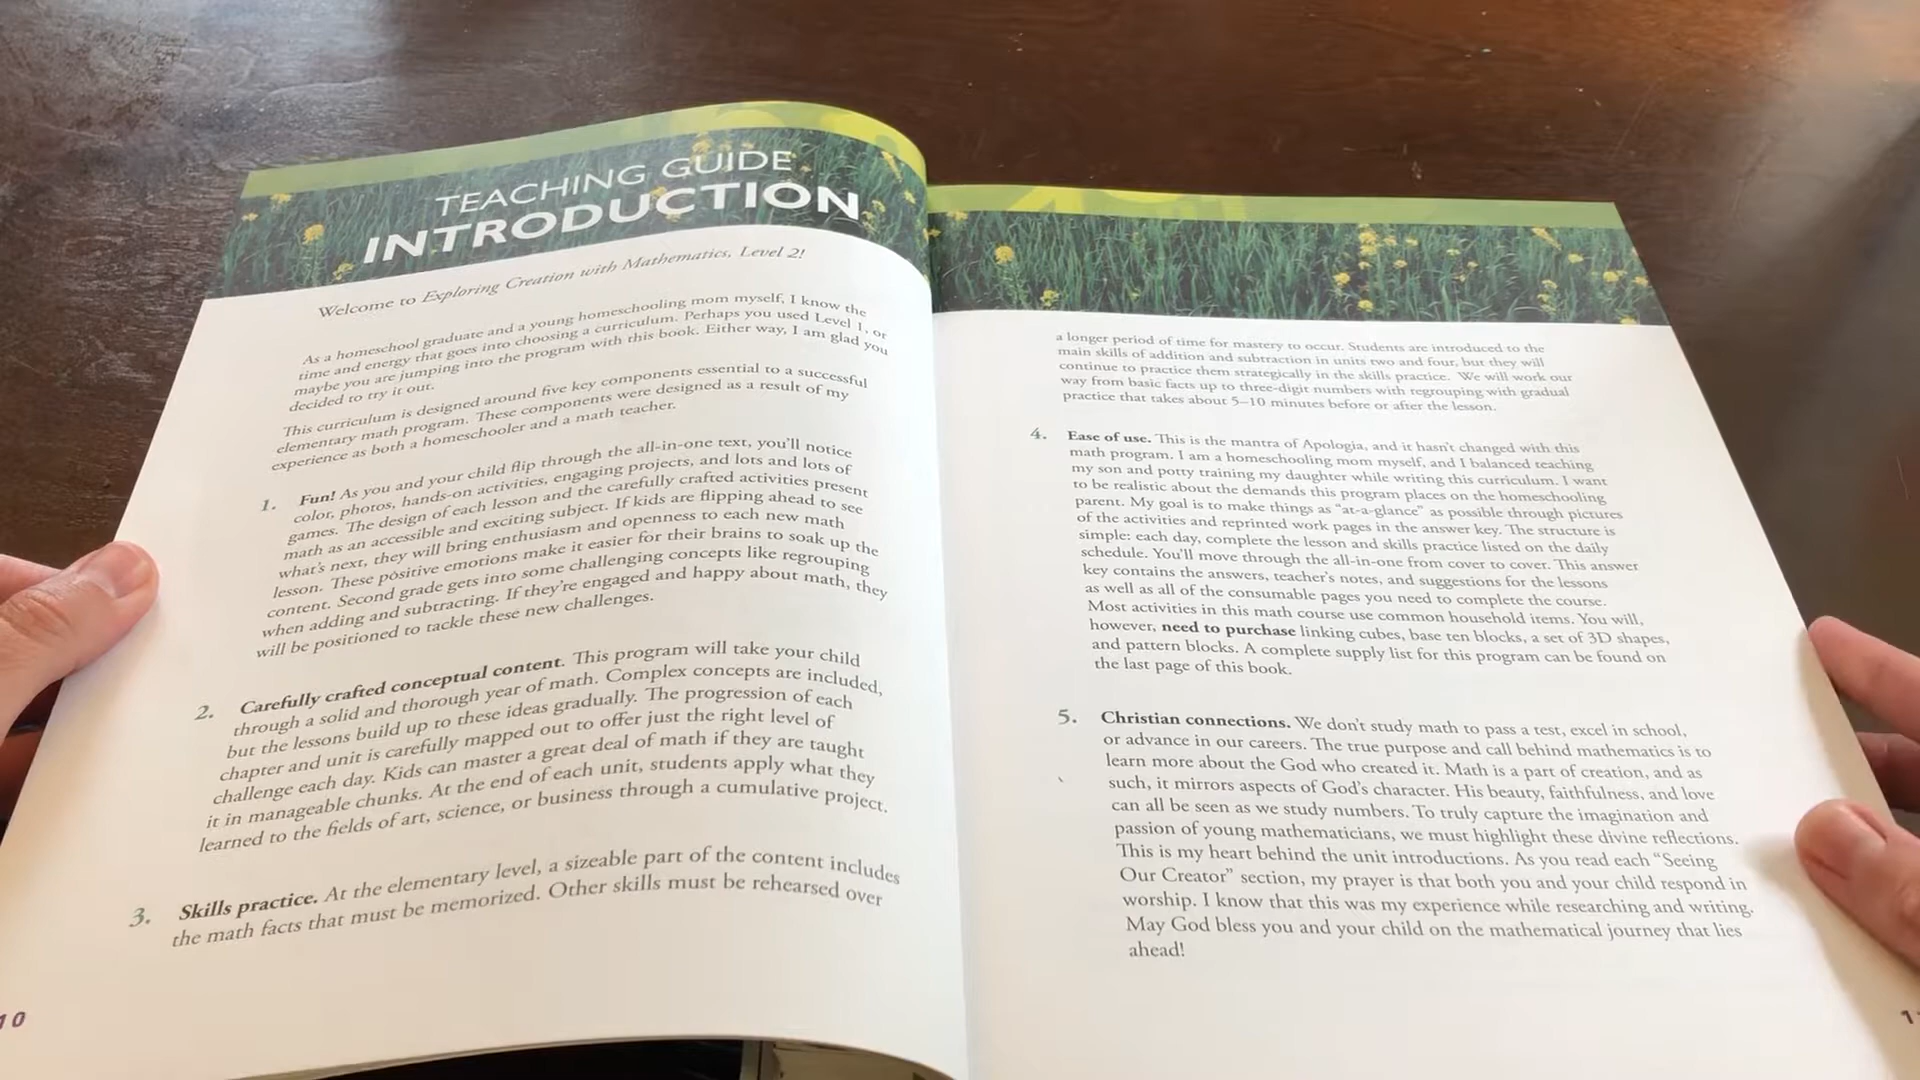 TEACHING GUIDE
INTRODUCTION
Welcome to Exploring Creation with Mathematics, Level 2!
As a homeschool graduate and a young homeschooling mom myself, I know the
time and energy that goes into choosing a curriculum. Perhaps you used Level 1, or
maybe you are jumping into the program with this book. Either way, I am glad you
decided to try it out.
This curriculum is designed around five key components essential to a successful
elementary math program. These components were designed as a result of my
experience as both a homeschooler and a math teacher.
1. Fun! As you and your child flip through the all-in-one text, you'll notice
color, photos, hands-on activities, engaging projects, and lots and lots of
games. The design of each lesson and the carefully crafted activities present
math as an accessible and exciting subject. If kids are flipping ahead to see
what's next, they will bring enthusiasm and openness to each new math
lesson. These positive emotions make it easier for their brains to soak up the
content. Second grade gets into some challenging concepts like regrouping
when adding and subtracting. If they're engaged and happy about math, they
will be positioned to tackle these new challenges.
2. Carefully crafted conceptual content. This program will take your child
through a solid and thorough year of math. Complex concepts are included,
but the lessons build up to these ideas gradually. The progression of each
chapter and unit is carefully mapped out to offer just the right level of
challenge each day. Kids can master a great deal of math if they are taught
it in manageable chunks. At the end of each unit, students apply what they
learned to the fields of art, science, or business through a cumulative project.
3. Skills practice. At the elementary level, a sizeable part of the content includes
the math facts that must be memorized. Other skills must be rehearsed over
10
a longer period of time for mastery to occur. Students are introduced to the
main skills of addition and subtraction in units two and four, but they will
continue to practice them strategically in the skills practice. We will work our
way from basic facts up to three-digit numbers with regrouping with gradual
practice that takes about 5–10 minutes before or after the lesson.
4. Ease of use. This is the mantra of Apologia, and it hasn't changed with this
math program. I am a homeschooling mom myself, and I balanced teaching
my son and potty training my daughter while writing this curriculum. I want
to be realistic about the demands this program places on the homeschooling
parent. My goal is to make things as "at-a-glance" as possible through pictures
of the activities and reprinted work pages in the answer key. The structure is
simple: each day, complete the lesson and skills practice listed on the daily
schedule. You'll move through the all-in-one from cover to cover. This answer
key contains the answers, teacher's notes, and suggestions for the lessons
as well as all of the consumable pages you need to complete the course.
Most activities in this math course use common household items. You will,
however, need to purchase linking cubes, base ten blocks, a set of 3D shapes,
and pattern blocks. A complete supply list for this program can be found on
the last page of this book.
5. Christian connections. We don't study math to pass a test, excel in school,
or advance in our careers. The true purpose and call behind mathematics is to
learn more about the God who created it. Math is a part of creation, and as
such, it mirrors aspects of God's character. His beauty, faithfulness, and love
can all be seen as we study numbers. To truly capture the imagination and
passion of young mathematicians, we must highlight these divine reflections.
This is my heart behind the unit introductions. As you read each "Seeing
Our Creator" section, my prayer is that both you and your child respond in
worship. I know that this was my experience while researching and writing.
May God bless you and your child on the mathematical journey that lies
ahead!